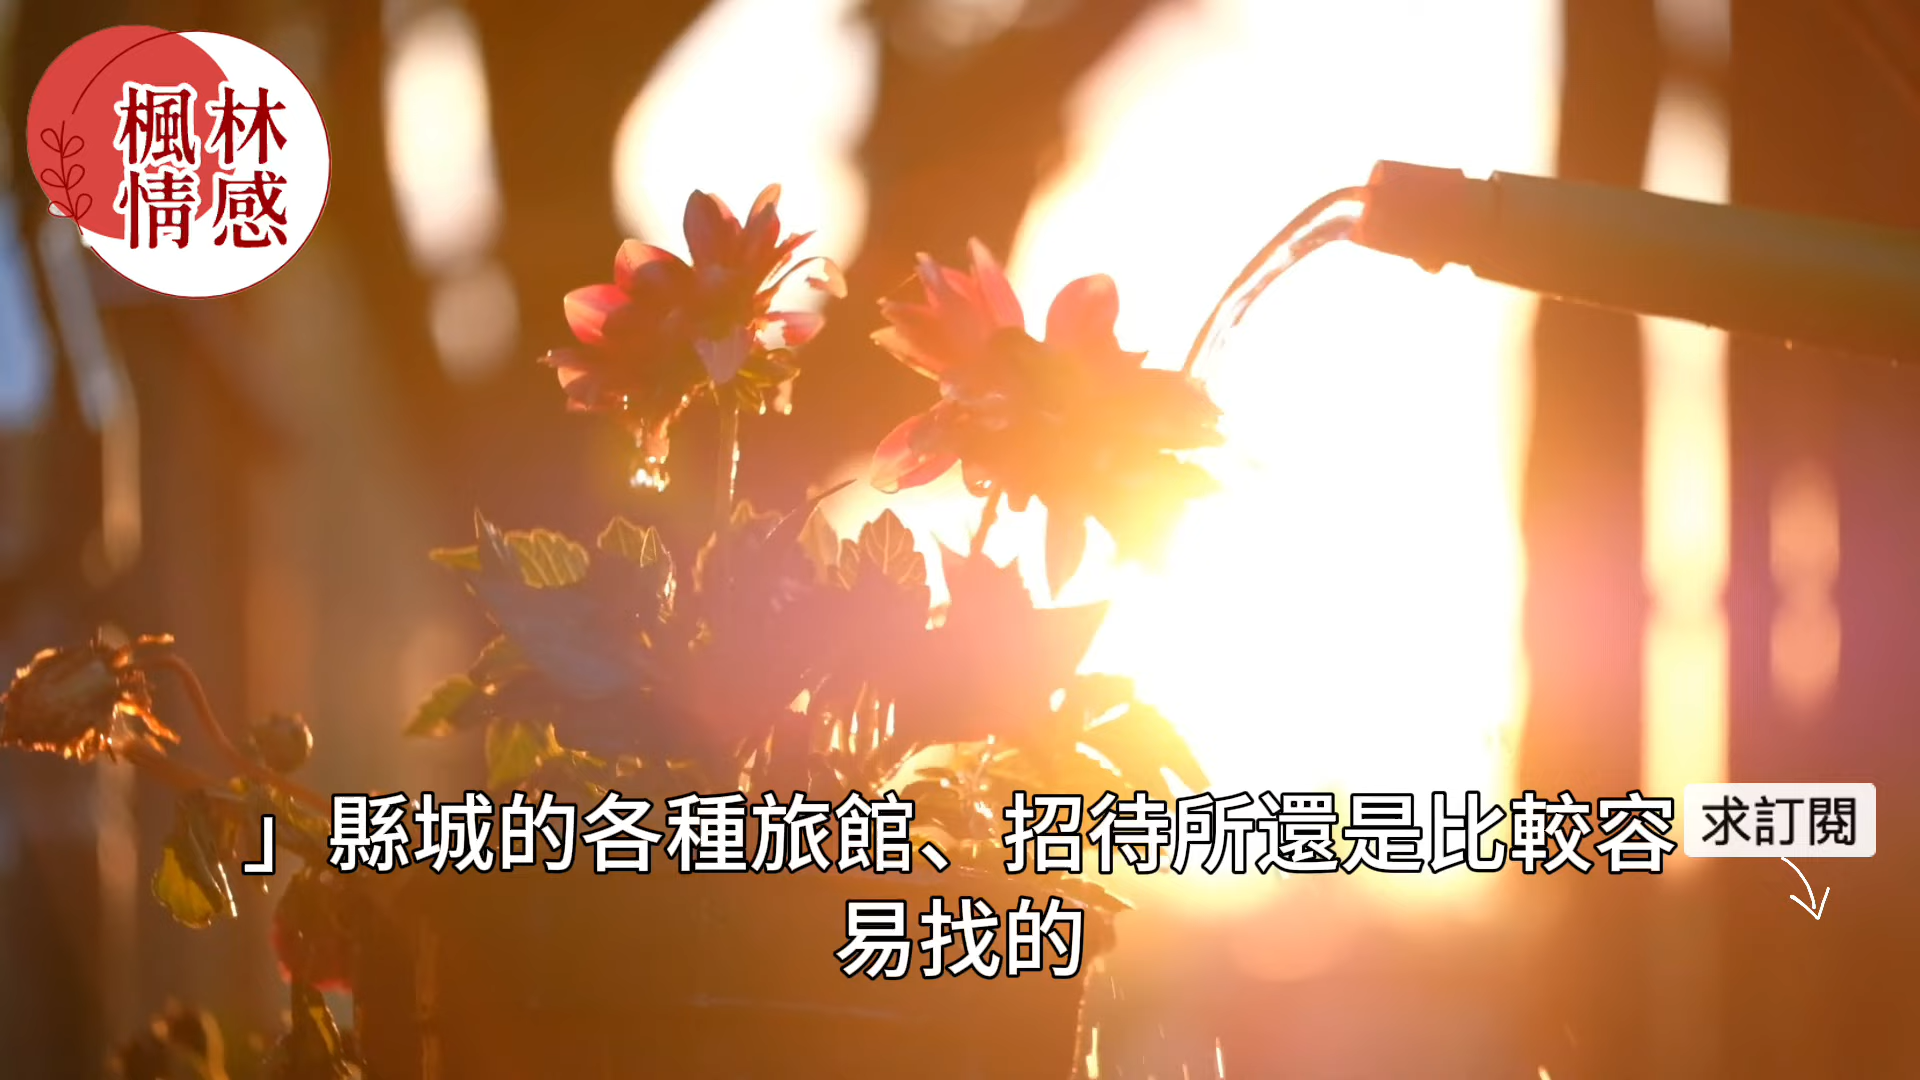 楓林
情感
」縣城的各種旅館、招待所還是比較容
易找的
求訂閱